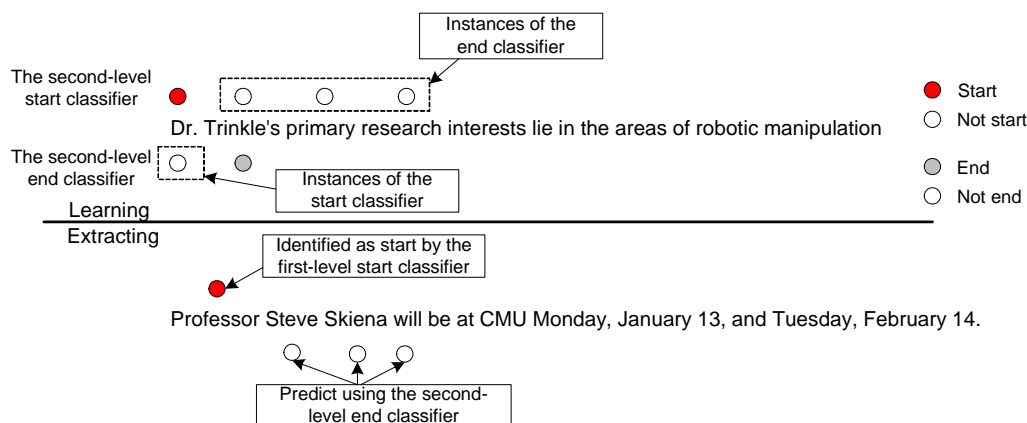 Instances of the
end classifier
The second-level
start classifier
Start
Not start
Dr. Trinkle's primary research interests lie in the areas of robotic manipulation
The second-level
end classifier
End
Not end
Instances of the
start classifier
Learning
Extracting
Identified as start by the
first-level start classifier
Professor Steve Skiena will be at CMU Monday, January 13, and Tuesday, February 14.
Predict using the second-
level end classifier